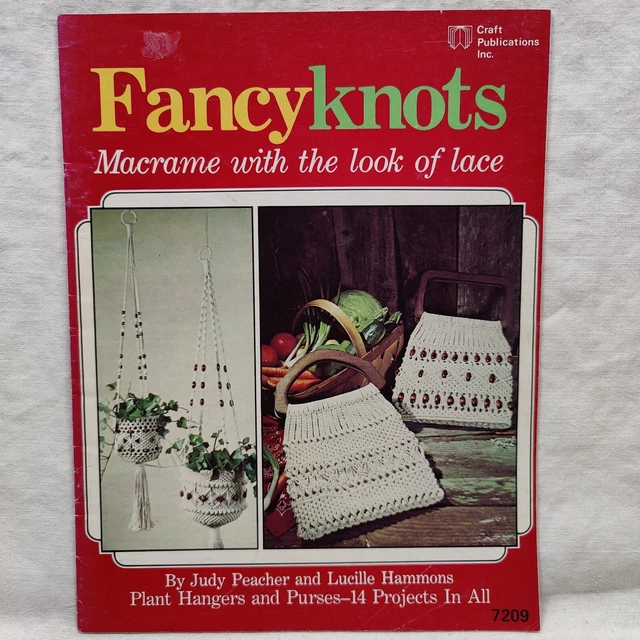 Craft
Publications
Inc.
Fancyknots
Macrame with the look of lace
By Judy Peacher and Lucille Hammons
Plant Hangers and Purses–14 Projects In All
7209